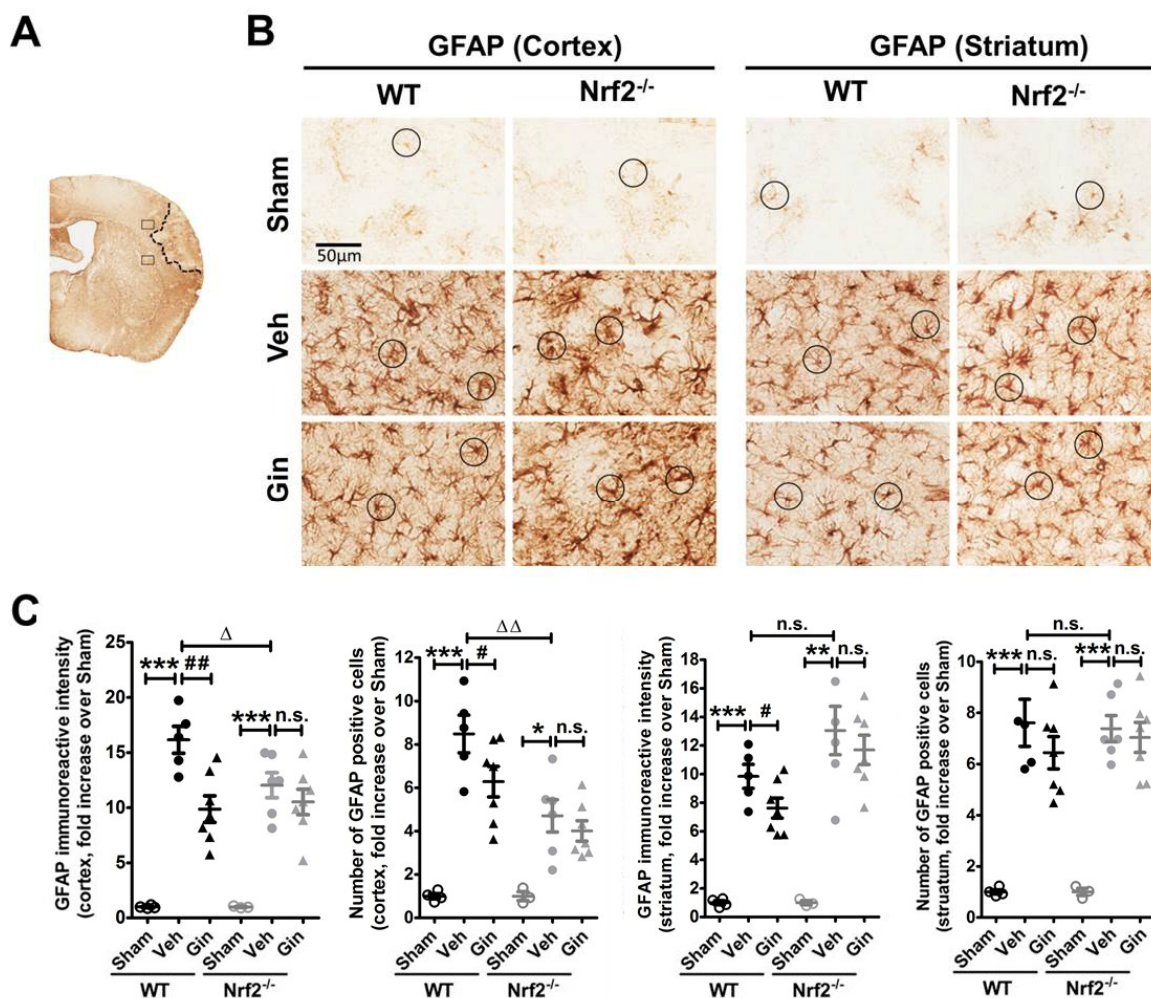 A
B
GFAP (Cortex)
GFAP (Striatum)
WT
Nrf2-/-
WT
Nrf2-/-
Sham
50µm
Veh
Gin
C
GFAP immunoreactive intensity
(cortex, fold increase over Sham)
25
20
15
10
5
0
Δ
*** ##
*** n.s.
Sham Veh Gin Sham Veh Gin
WT Nrf2-/-
Number of GFAP positive cells
(cortex, fold increase over Sham)
12
10
8
6
4
2
0
ΔΔ
*** #
* n.s.
Sham Veh Gin Sham Veh Gin
WT Nrf2-/-
GFAP immunoreactive intensity
(striatum, fold increase over Sham)
18
16
14
12
10
8
6
4
2
0
n.s.
*** #
** n.s.
Sham Veh Gin Sham Veh Gin
WT Nrf2-/-
Number of GFAP positive cells
(struatum, fold increase over Sham)
10
8
6
4
2
0
n.s.
*** n.s.
*** n.s.
Sham Veh Gin Sham Veh Gin
WT Nrf2-/-